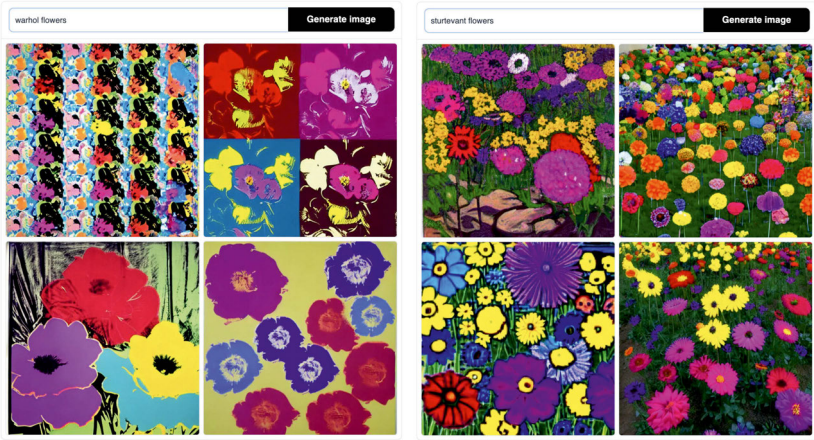 warhol flowers
Generate image
sturtevant flowers
Generate image